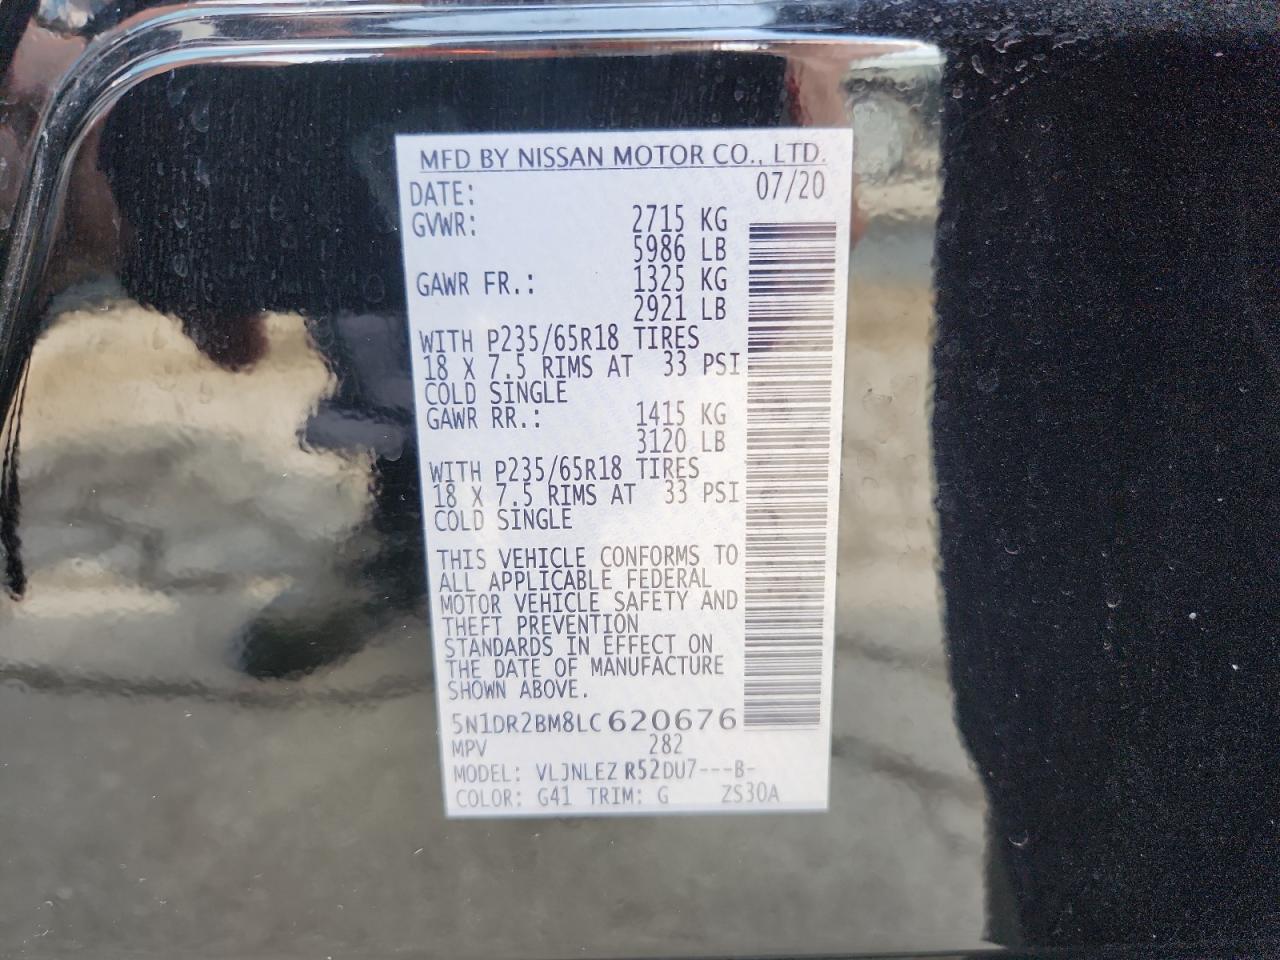 MFD BY NISSAN MOTOR CO., LTD.
DATE: 07/20
GVWR: 2715 KG
5986 LB
GAWR FR.: 1325 KG
2921 LB
WITH P235/65R18 TIRES
18 X 7.5 RIMS AT 33 PSI
COLD SINGLE
GAWR RR.: 1415 KG
3120 LB
WITH P235/65R18 TIRES
18 X 7.5 RIMS AT 33 PSI
COLD SINGLE
THIS VEHICLE CONFORMS TO
ALL APPLICABLE FEDERAL
MOTOR VEHICLE SAFETY AND
THEFT PREVENTION
STANDARDS IN EFFECT ON
THE DATE OF MANUFACTURE
SHOWN ABOVE.
5N1DR2BM8LC620676
MPV 282
MODEL: VLJNLEZ R52DU7---B-
COLOR: G41 TRIM: G ZS30A